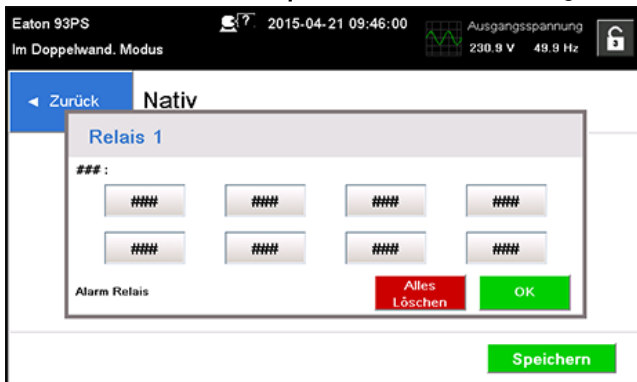 Eaton 93PS
Im Doppelwand. Modus
2015-04-21 09:46:00
Ausgangsspannung
230.9 V 49.9 Hz
◄ Zurück
Nativ
Relais 1
### :
### ### ### ###
### ### ### ###
Alarm Relais
Alles
Löschen
OK
Speichern